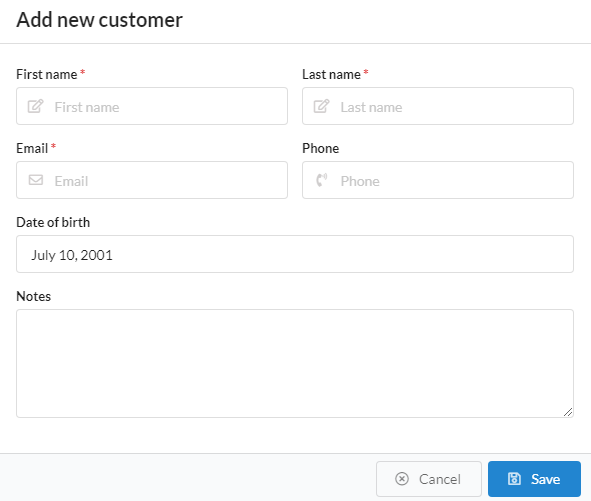 Add new customer
First name * Last name *
First name Last name
Email * Phone
Email Phone
Date of birth
July 10, 2001
Notes
Cancel Save